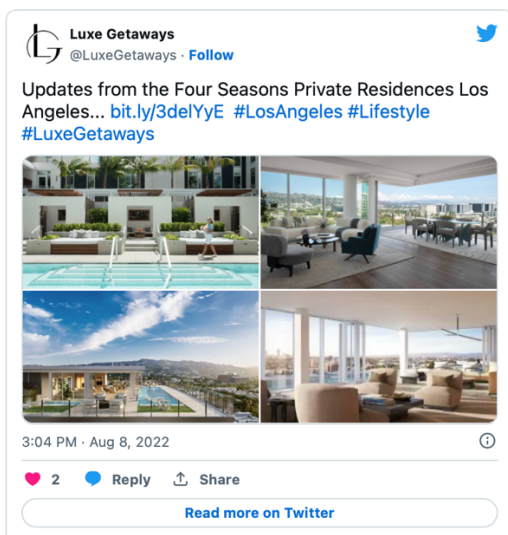 Luxe Getaways
@LuxeGetaways · Follow
Updates from the Four Seasons Private Residences Los
Angeles... bit.ly/3delYyE #LosAngeles #Lifestyle
#LuxeGetaways
3:04 PM · Aug 8, 2022
2 Reply Share
Read more on Twitter